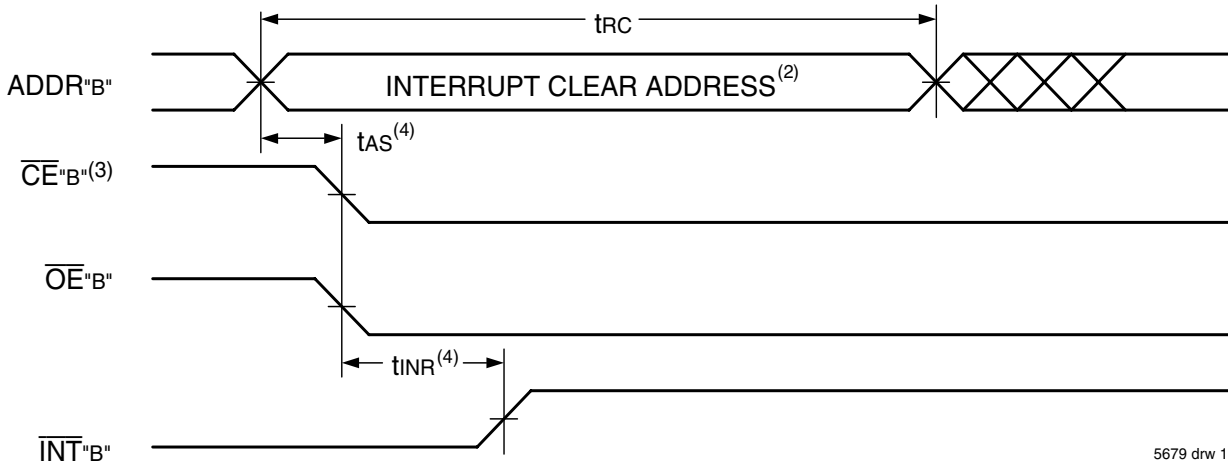 tRC
ADDR"B"
INTERRUPT CLEAR ADDRESS(2)
tAS(4)
CE"B"(3)
OE"B"
tINR(4)
INT"B"
5679 drw 1